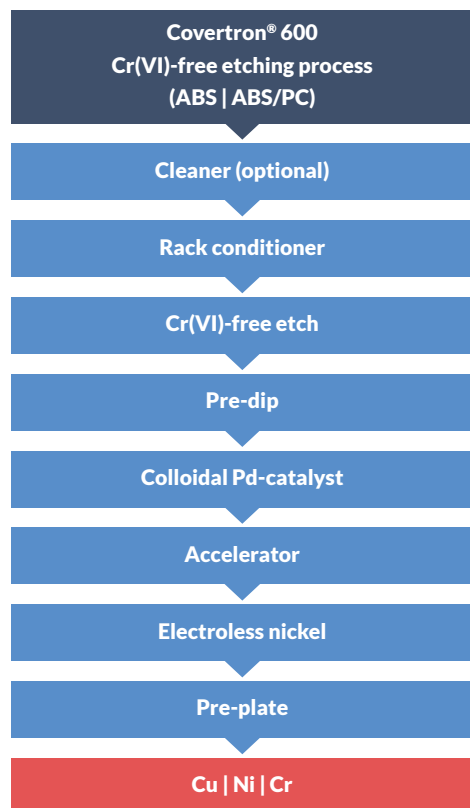 Covertron® 600
Cr(VI)-free etching process
(ABS | ABS/PC)
Cleaner (optional)
Rack conditioner
Cr(VI)-free etch
Pre-dip
Colloidal Pd-catalyst
Accelerator
Electroless nickel
Pre-plate
Cu | Ni | Cr